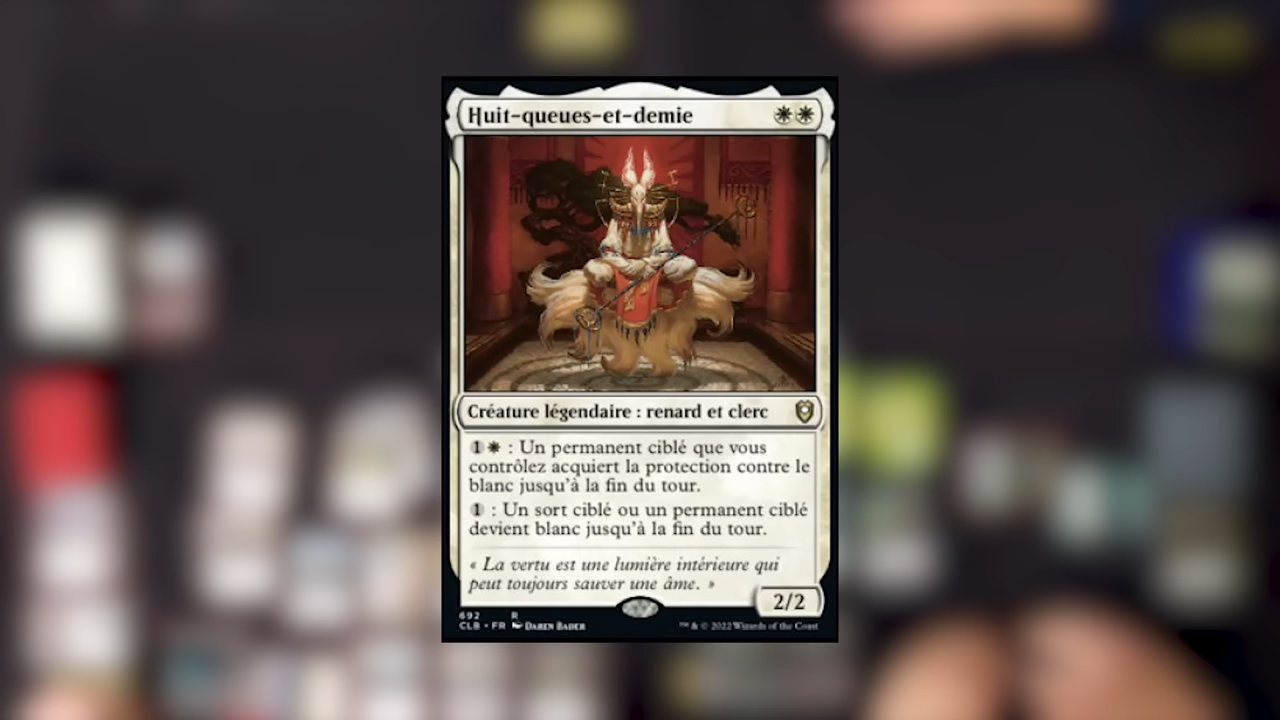 Huit-queues-et-demie
Créature légendaire : renard et clerc
1 : Un permanent ciblé que vous
contrôlez acquiert la protection contre le
blanc jusqu'à la fin du tour.
1 : Un sort ciblé ou un permanent ciblé
devient blanc jusqu'à la fin du tour.
« La vertu est une lumière intérieure qui
peut toujours sauver une âme. »
2/2
692 R
CLB • FR Daren Bader
™ & © 2022 Wizards of the Coast